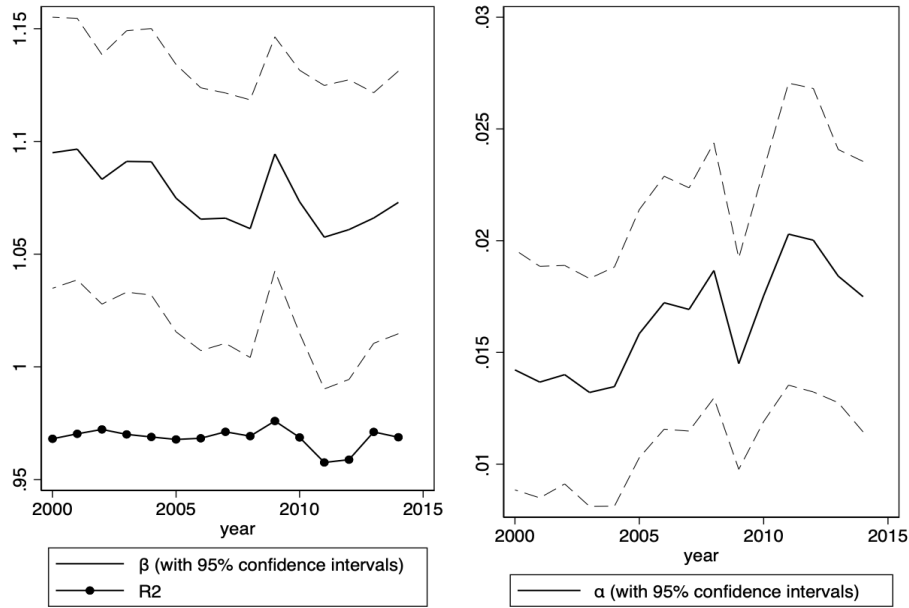 1.15
1.1
1.05
1
.95
2000 2005 2010 2015
year
β (with 95% confidence intervals)
R2
.03
.025
.02
.015
.01
2000 2005 2010 2015
year
α (with 95% confidence intervals)